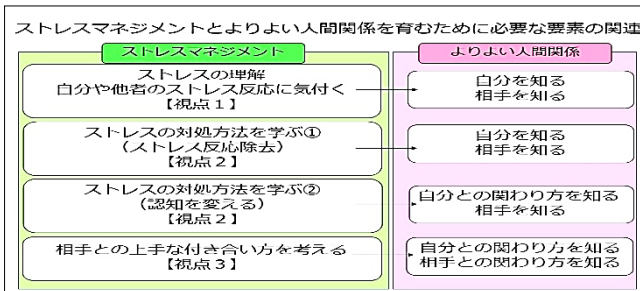 ストレスマネジメントとよりよい人間関係を育むために必要な要素の関連
ストレスマネジメント
よりよい人間関係
ストレスの理解
自分や他者のストレス反応に気付く
【視点１】
自分を知る
相手を知る
ストレスの対処方法を学ぶ①
(ストレス反応除去)
【視点２】
自分を知る
相手を知る
ストレスの対処方法を学ぶ②
(認知を変える)
【視点２】
自分との関わり方を知る
相手を知る
相手との上手な付き合い方を考える
【視点３】
自分との関わり方を知る
相手との関わり方を知る